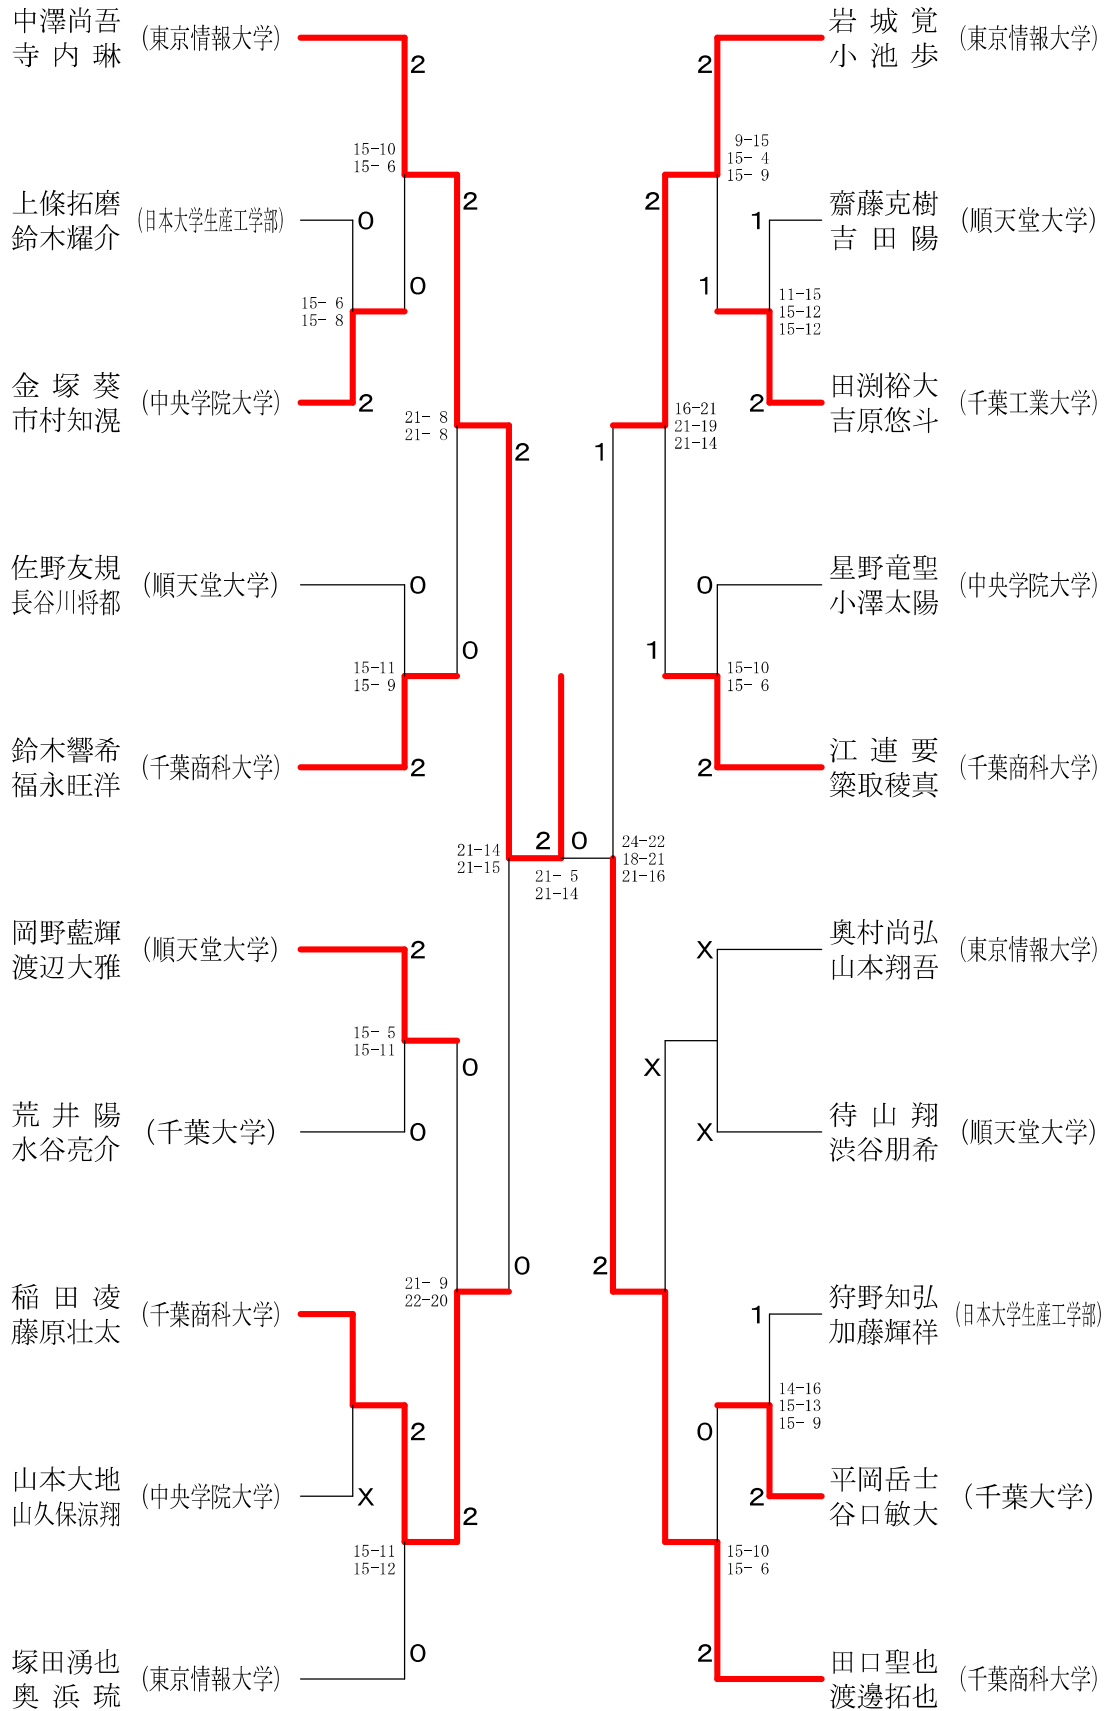 中澤尚吾
寺内琳
(東京情報大学)
2
15-10
15- 6
上條拓磨
鈴木耀介
(日本大学生産工学部)
0
2
0
15- 6
15- 8
金塚葵
市村知滉
(中央学院大学)
2
21- 8
21- 8
2
佐野友規
長谷川将都
(順天堂大学)
0
0
15-11
15- 9
鈴木響希
福永旺洋
(千葉商科大学)
2
21-14
21-15
岡野藍輝
渡辺大雅
(順天堂大学)
2
15- 5
15-11
0
荒井陽
水谷亮介
(千葉大学)
0
0
21- 9
22-20
稲田凌
藤原壮太
(千葉商科大学)
2
山本大地
山久保涼翔
(中央学院大学)
X
2
15-11
15-12
0
塚田湧也
奥浜琉
(東京情報大学)
2 0
21- 5
21-14
岩城覚
小池歩
(東京情報大学)
2
9-15
15- 4
15- 9
2
齋藤克樹
吉田陽
(順天堂大学)
1
1
11-15
15-12
15-12
田渕裕大
吉原悠斗
(千葉工業大学)
2
16-21
21-19
21-14
1
星野竜聖
小澤太陽
(中央学院大学)
0
1
15-10
15- 6
江連要
簗取稜真
(千葉商科大学)
2
24-22
18-21
21-16
奥村尚弘
山本翔吾
(東京情報大学)
X
X
待山翔
渋谷朋希
(順天堂大学)
X
2
狩野知弘
加藤輝祥
(日本大学生産工学部)
1
14-16
15-13
15- 9
0
平岡岳士
谷口敏大
(千葉大学)
2
15-10
15- 6
2
田口聖也
渡邊拓也
(千葉商科大学)